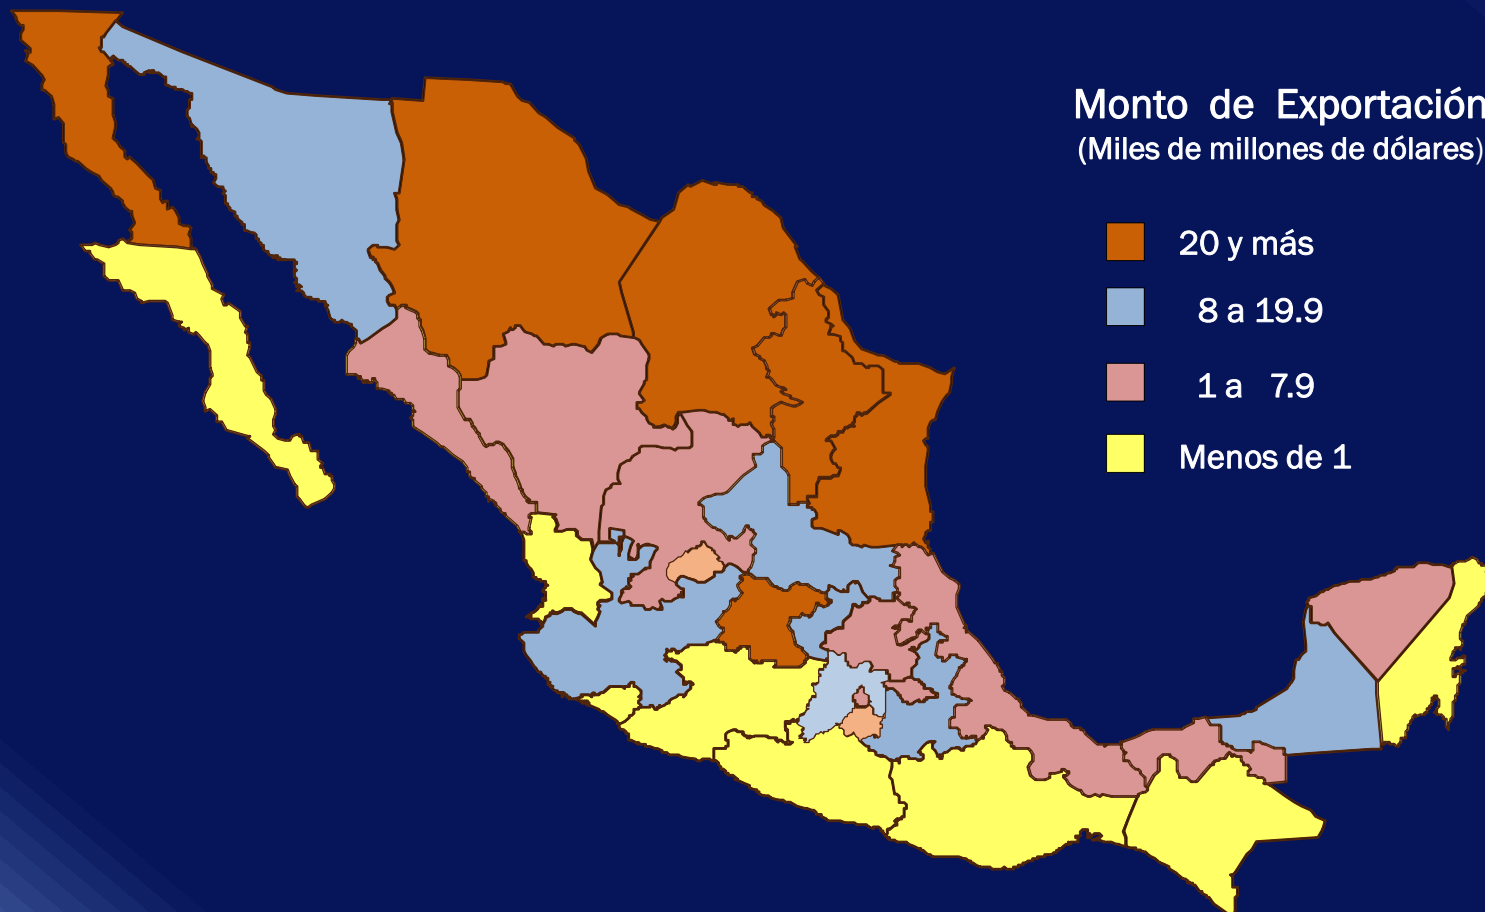 Monto de Exportación
(Miles de millones de dólares)
20 y más
8 a 19.9
1 a 7.9
Menos de 1